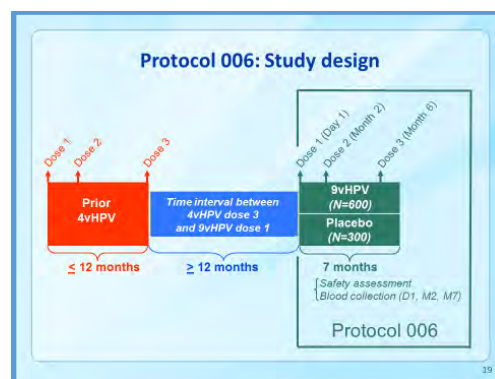 Protocol 006: Study design
Dose 1
Dose 2
Dose 3
Dose 1 (Day 1)
Dose 2 (Month 2)
Dose 3 (Month 6)
Prior
4vHPV
Time interval between
4vHPV dose 3
and 9vHPV dose 1
9vHPV
(N=600)
Placebo
(N=300)
≤ 12 months
≥ 12 months
7 months
Safety assessment
Blood collection (D1, M2, M7)
Protocol 006
19